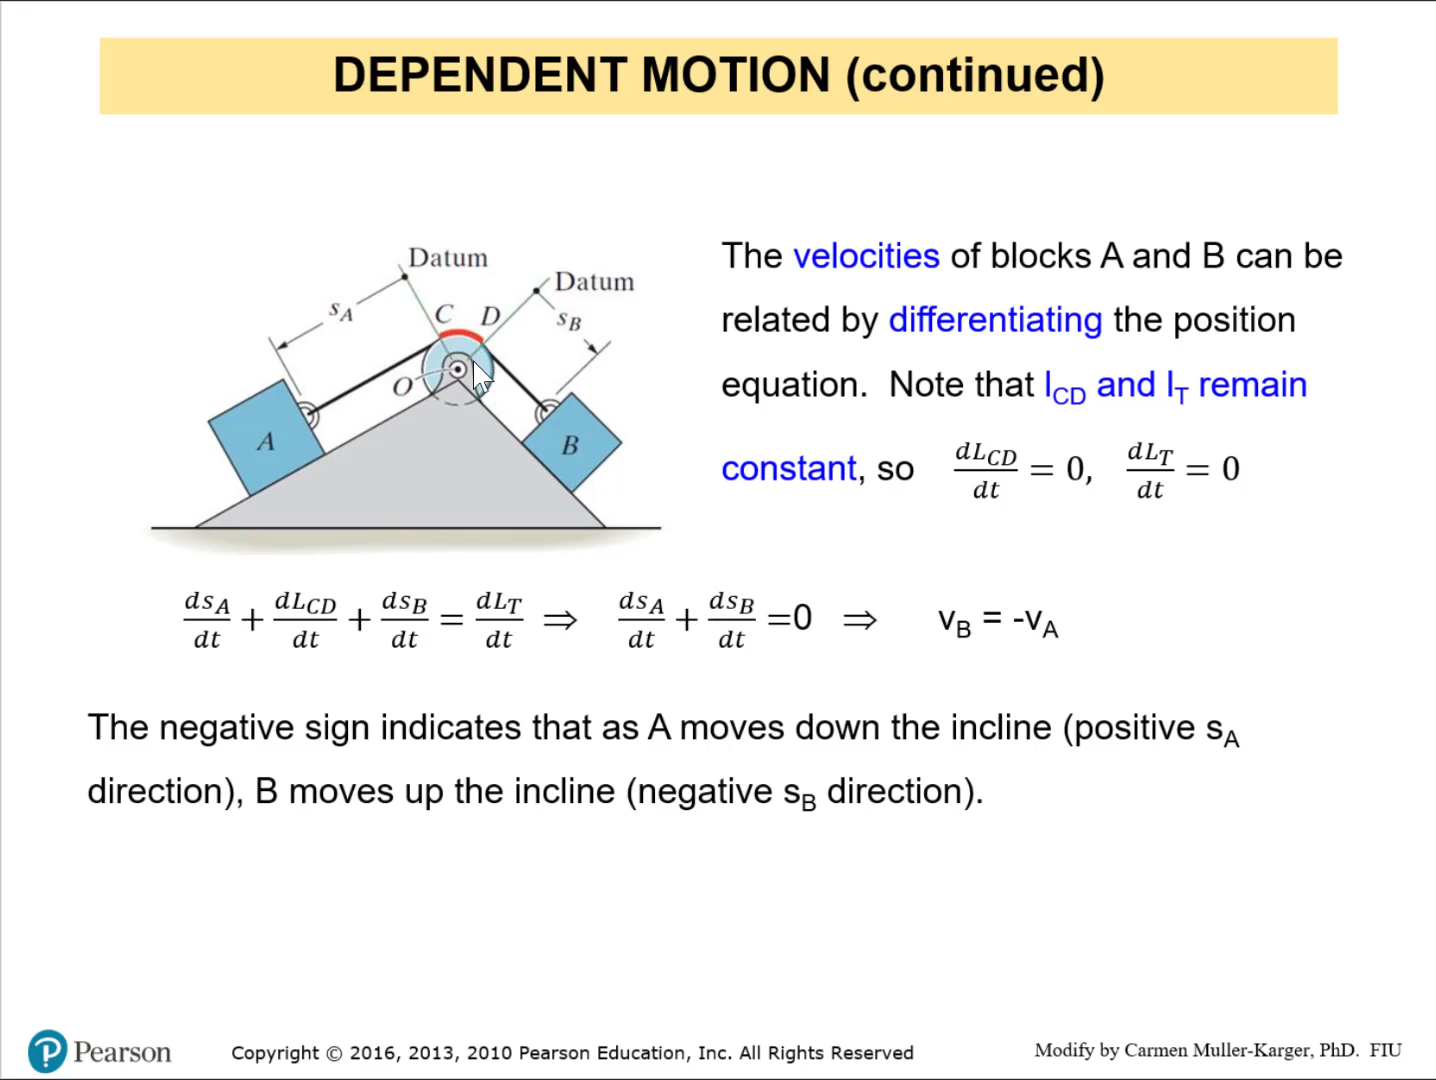 DEPENDENT MOTION (continued)
Datum
Datum
s_A
C
D
s_B
O
A
B
The velocities of blocks A and B can be
related by differentiating the position
equation. Note that l_CD and l_T remain
constant, so dL_CD/dt = 0, dL_T/dt = 0
ds_A/dt + dL_CD/dt + ds_B/dt = dL_T/dt ⇒ ds_A/dt + ds_B/dt =0 ⇒ v_B = -v_A
The negative sign indicates that as A moves down the incline (positive s_A
direction), B moves up the incline (negative s_B direction).
P Pearson
Copyright © 2016, 2013, 2010 Pearson Education, Inc. All Rights Reserved
Modify by Carmen Muller-Karger, PhD. FIU